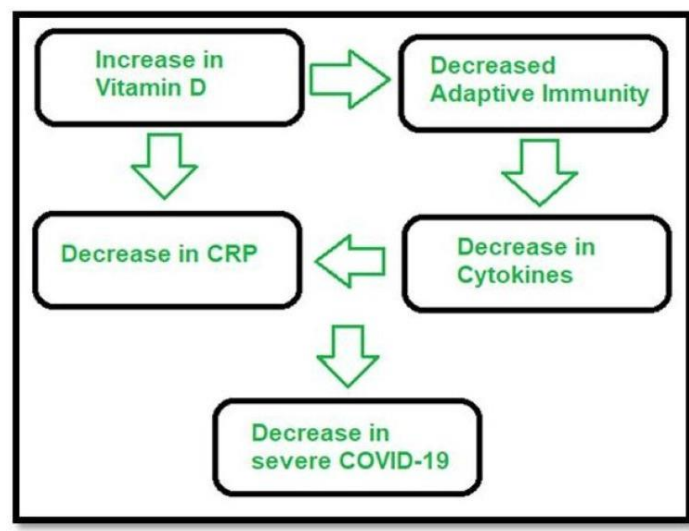 Increase in
Vitamin D
Decreased
Adaptive Immunity
Decrease in CRP
Decrease in
Cytokines
Decrease in
severe COVID-19